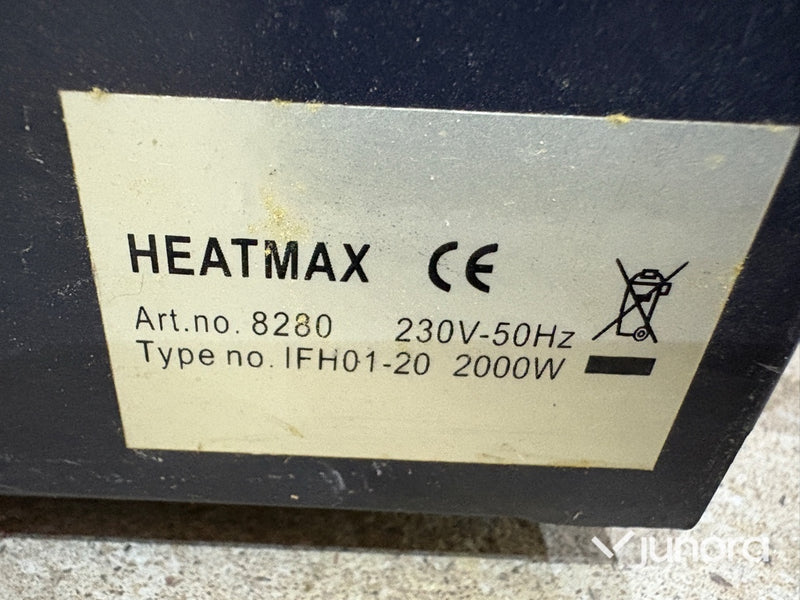 HEATMAX CE
Art.no. 8280 230V-50Hz
Type no. IFH01-20 2000W
junora